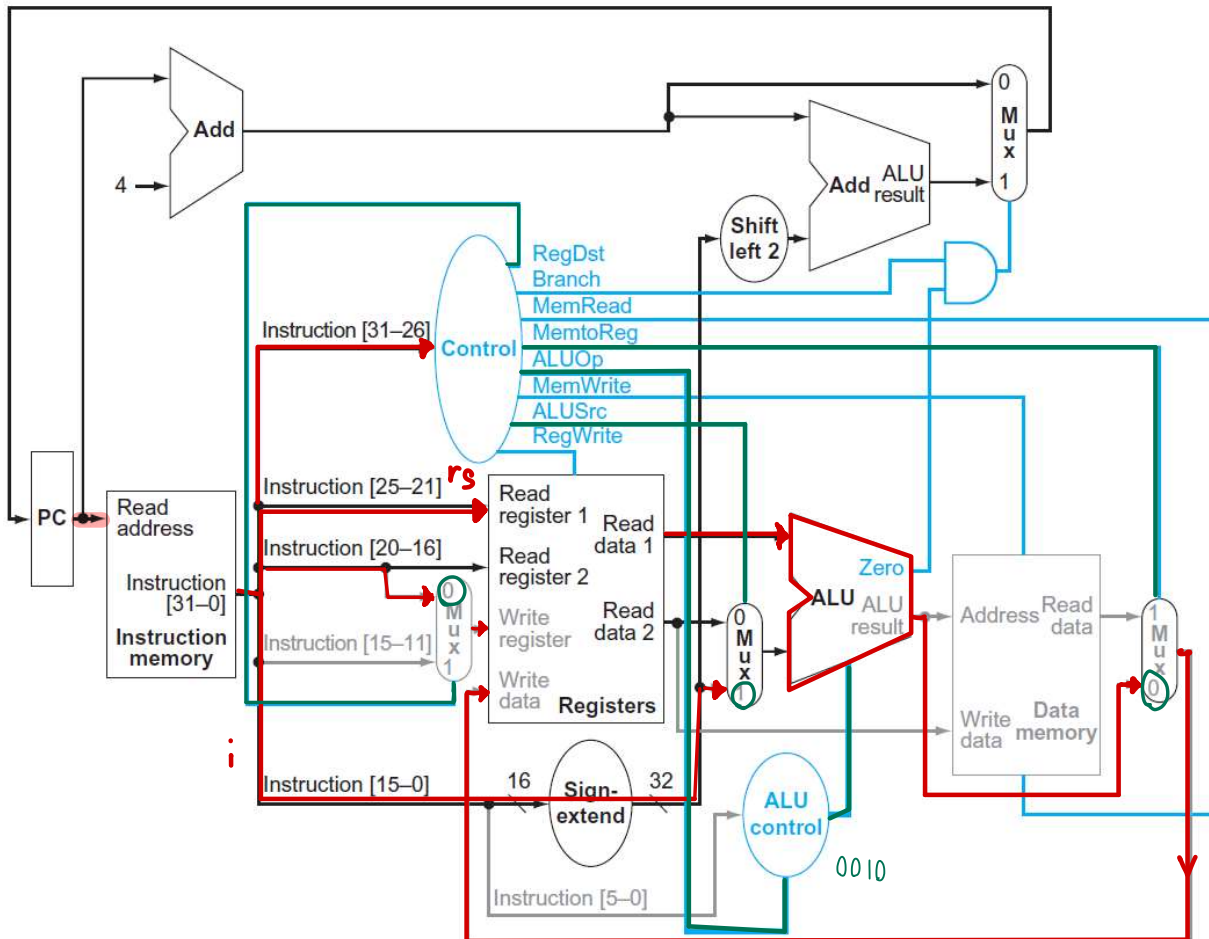 0
M
u
x
1
Add
4
Add
ALU
result
Shift
left 2
RegDst
Branch
MemRead
MemtoReg
ALUOp
MemWrite
ALUSrc
RegWrite
Instruction [31–26]
Control
rs
Instruction [25–21]
PC
Read
address
Instruction
[31–0]
Instruction
memory
Instruction [20–16]
0
M
u
x
1
Instruction [15–11]
Read
register 1
Read
register 2
Write
register
Write
data
Read
data 1
Read
data 2
Registers
0
M
u
x
1
Zero
ALU
ALU
result
Address
Read
data
Write
data
Data
memory
1
M
u
x
0
i
Instruction [15–0]
16
Sign-
extend
32
ALU
control
0010
Instruction [5–0]